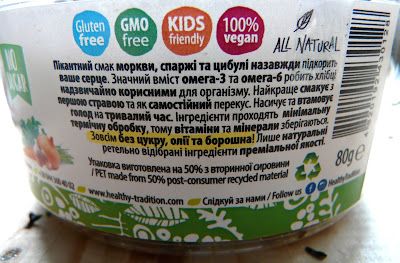 Gluten free
GMO free
KIDS friendly
100% vegan
ALL NATURAL
NO
Пікантний смак моркви, спаржі та цибулі назавжди підкорить
ваше серце. Значний вміст омега-3 та омега-6 робить хлібці
надзвичайно корисними для організму. Найкраще смакує з
першою стравою та як самостійний перекус. Насичує та втамовує
голод на тривалий час. Інгредієнти проходять мінімальну
термічну обробку, тому вітаміни та мінерали зберігаються.
Зовсім без цукру, олії та борошна! Лише натуральні
ретельно відібрані інгредієнти преміальної якості.
80g
Упаковка виготовлена на 50% з вторинної сировини
/ PET made from 50% post-consumer recycled material
www.healthy-tradition.com
Слідкуй за нами / Follow us
Healthy_Tradition